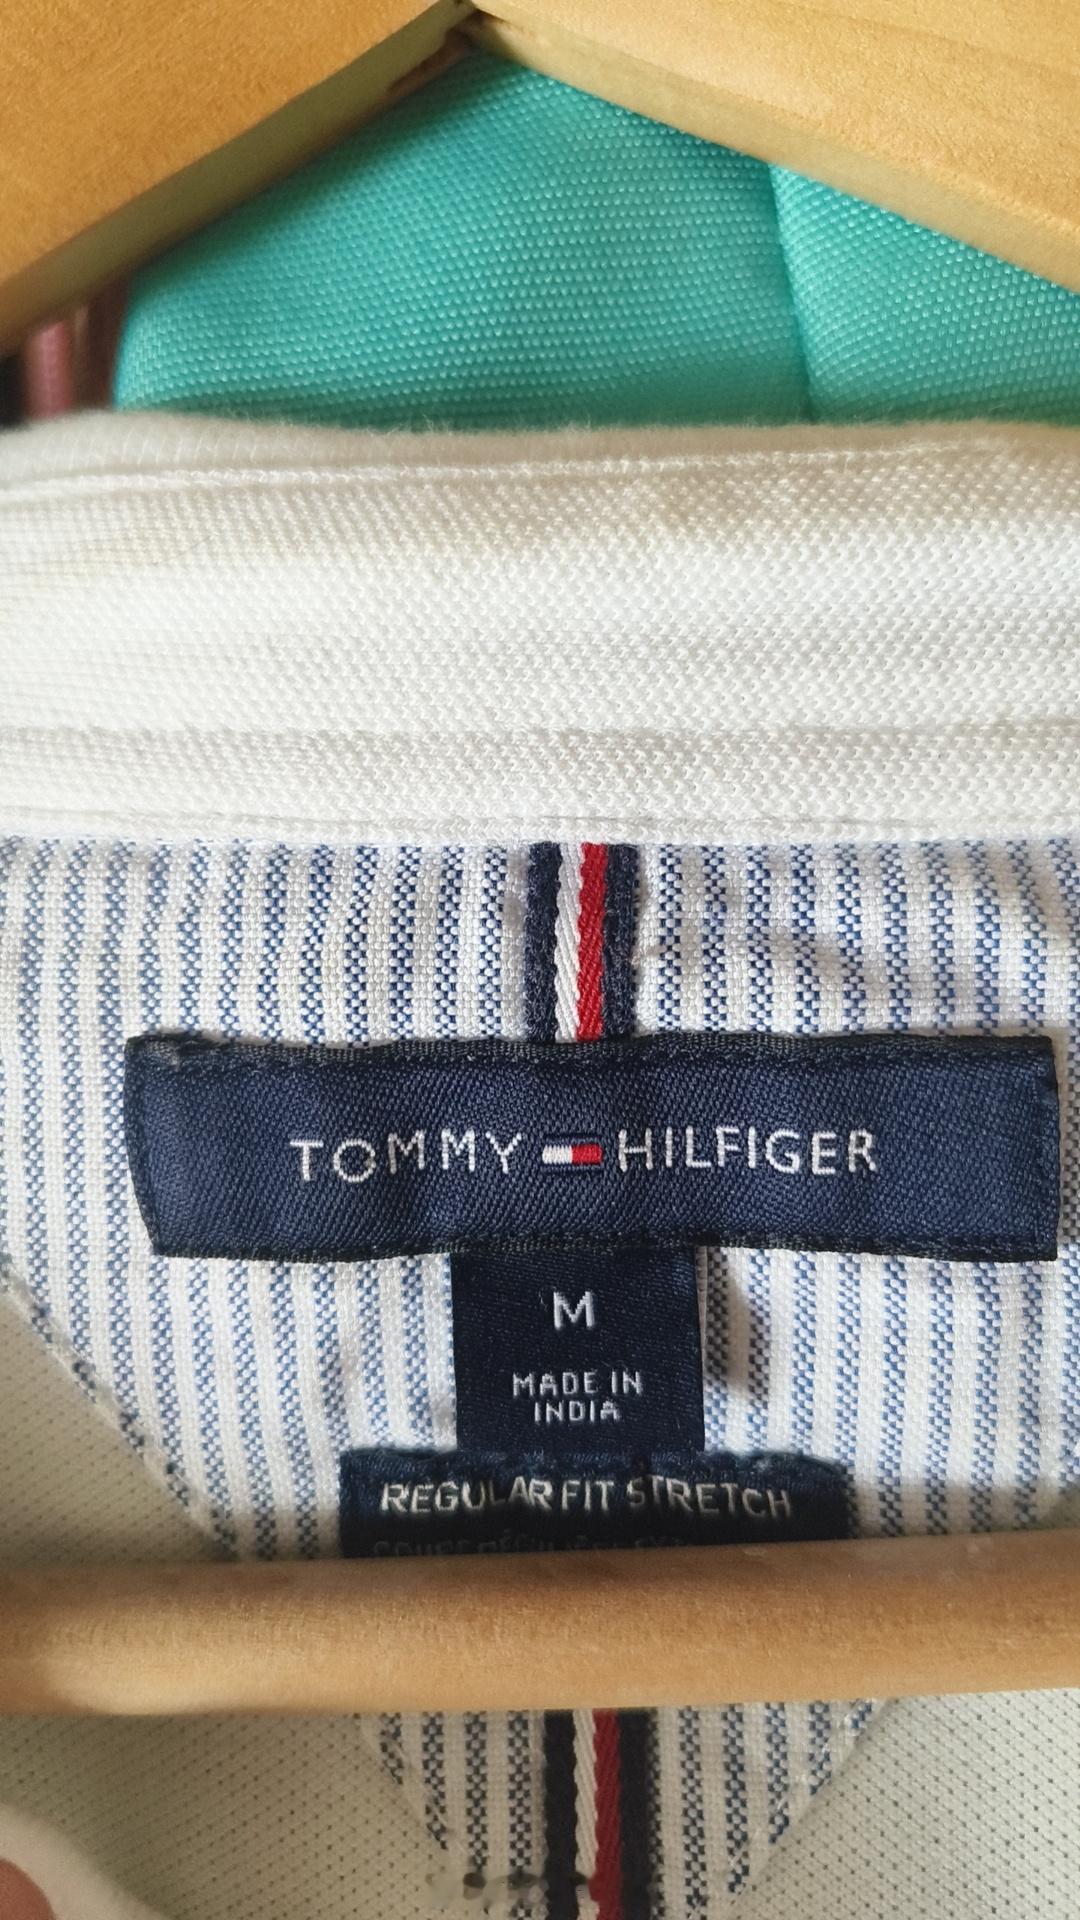 TOMMY HILFIGER
M
MADE IN
INDIA
REGULAR FIT STRETCH